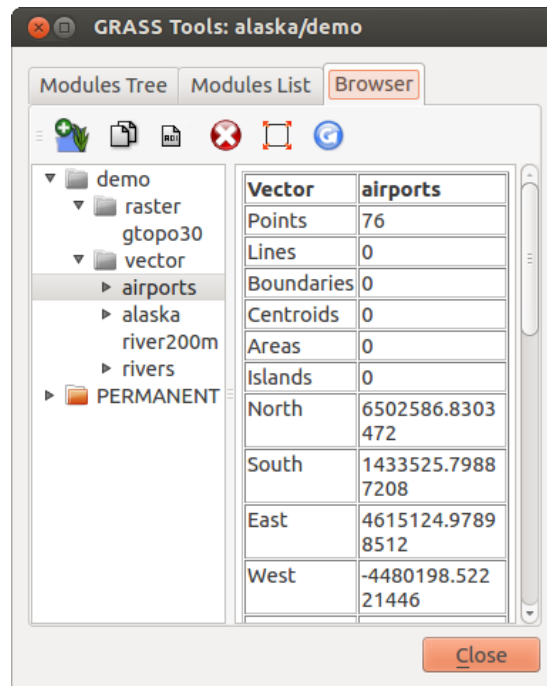 GRASS Tools: alaska/demo
Modules Tree
Modules List
Browser
demo
raster
gtopo30
vector
airports
alaska
river200m
rivers
PERMANENT
Vector airports
Points 76
Lines 0
Boundaries 0
Centroids 0
Areas 0
Islands 0
North 6502586.8303
472
South 1433525.7988
7208
East 4615124.9789
8512
West -4480198.522
21446
Close